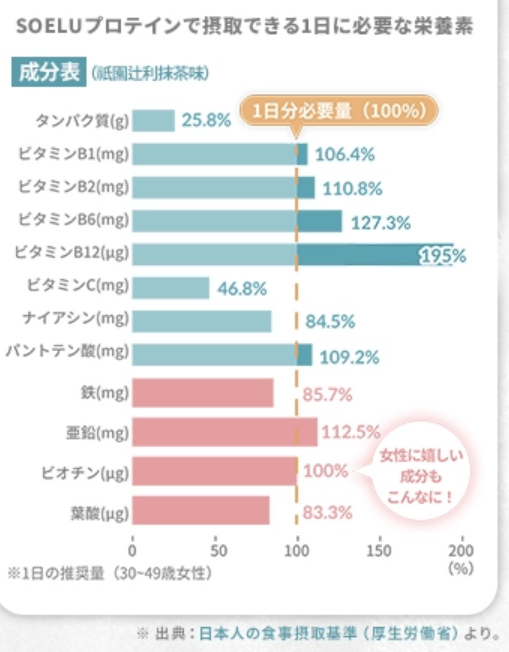 SOELUプロテインで摂取できる1日に必要な栄養素
成分表 (祇園辻利抹茶味)
1日分必要量（100%）
タンパク質(g) 25.8%
ビタミンB1(mg) 106.4%
ビタミンB2(mg) 110.8%
ビタミンB6(mg) 127.3%
ビタミンB12(μg) 195%
ビタミンC(mg) 46.8%
ナイアシン(mg) 84.5%
パントテン酸(mg) 109.2%
鉄(mg) 85.7%
亜鉛(mg) 112.5%
ビオチン(μg) 100%
葉酸(μg) 83.3%
女性に嬉しい
成分も
こんなに！
0 50 100 150 200
(%)
※1日の推奨量（30~49歳女性）
※ 出典：日本人の食事摂取基準（厚生労働省）より。